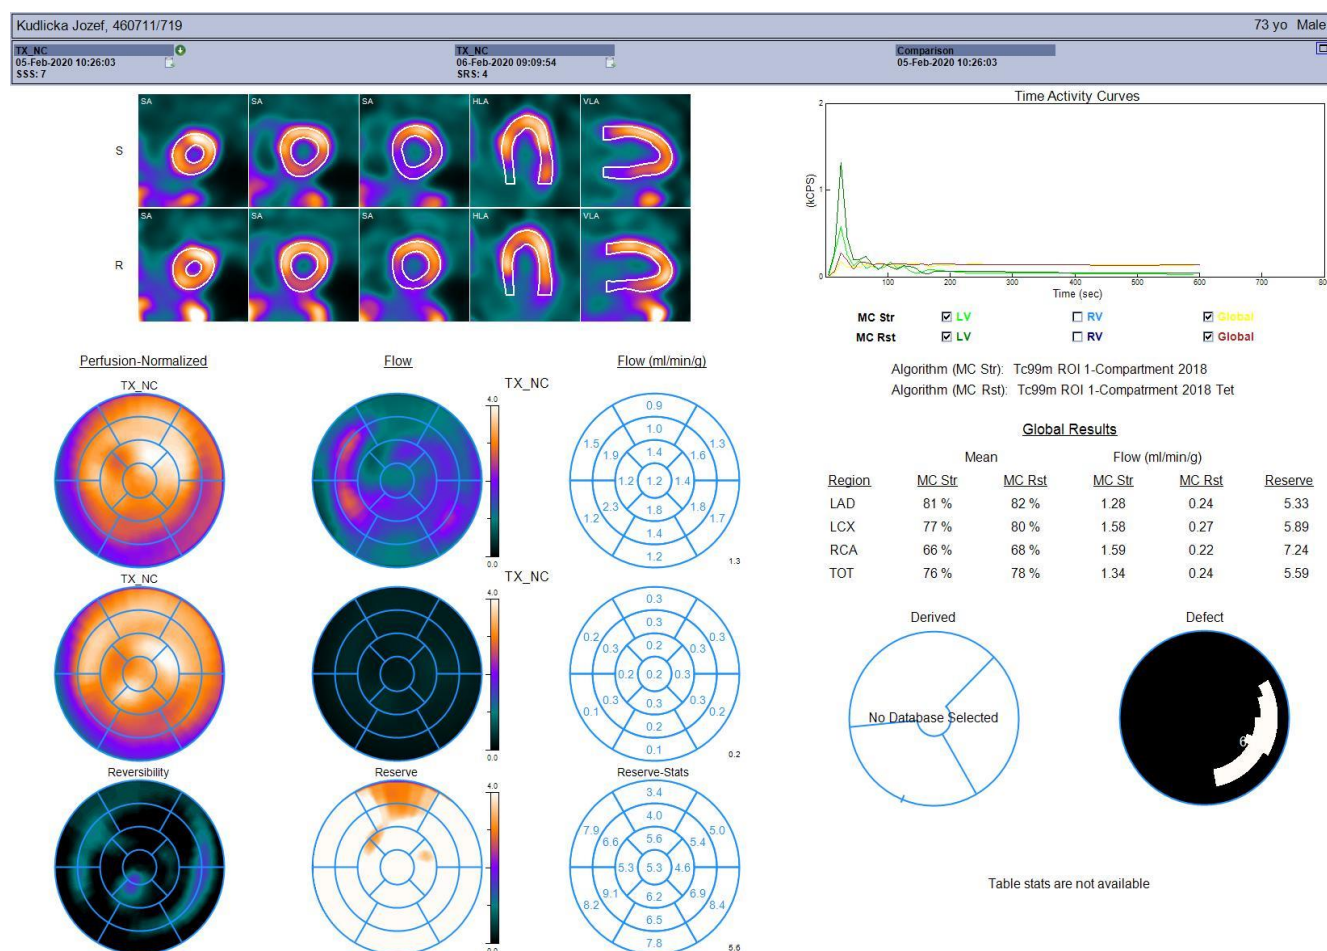 Kudlicka Jozef, 460711/719 73 yo Male
TX_NC TX_NC Comparison
05-Feb-2020 10:26:03 06-Feb-2020 09:09:54 05-Feb-2020 10:26:03
SSS: 7 SRS: 4
SA SA SA HLA VLA
S
SA SA SA HLA VLA
R
Time Activity Curves
2
1
0
(kCPS)
100 200 300 400 500 600 700 80
Time (sec)
MC Str LV RV Global
MC Rst LV RV Global
Algorithm (MC Str): Tc99m ROI 1-Compartment 2018
Algorithm (MC Rst): Tc99m ROI 1-Compartment 2018 Tet
Perfusion-Normalized Flow Flow (ml/min/g)
TX_NC TX_NC
4.0
0.0
0.9
1.0
1.5 1.4 1.3
1.9 1.6
1.2 1.2 1.4
2.3 1.8
1.2 1.8 1.7
1.4
1.2
1.3
Global Results
Mean Flow (ml/min/g)
Region MC Str MC Rst MC Str MC Rst Reserve
LAD 81 % 82 % 1.28 0.24 5.33
LCX 77 % 80 % 1.58 0.27 5.89
RCA 66 % 68 % 1.59 0.22 7.24
TOT 76 % 78 % 1.34 0.24 5.59
TX_NC TX_NC
4.0
0.0
0.3
0.3
0.2 0.2 0.3
0.3 0.3
0.2 0.2 0.3
0.3 0.3
0.1 0.3 0.2
0.2
0.1
0.2
Derived Defect
No Database Selected
6
Reversibility Reserve Reserve-Stats
4.0
0.0
3.4
4.0
7.9 5.6 5.0
6.6 5.4
5.3 5.3 4.6
9.1 6.9
8.2 6.2 8.4
6.5
7.8
5.6
Table stats are not available